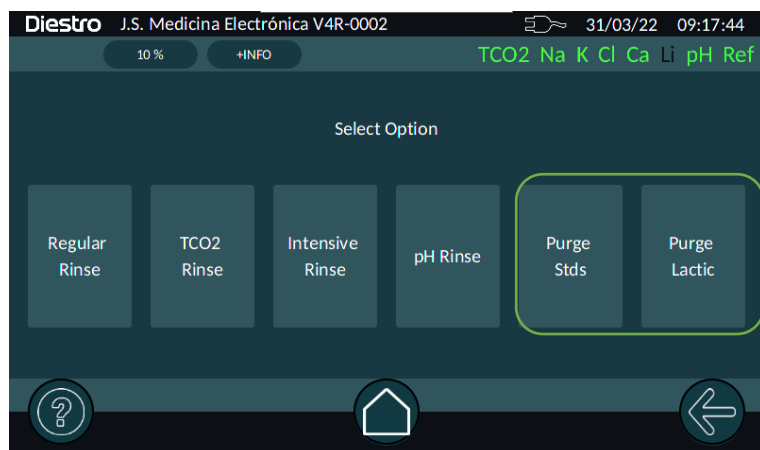 Diestro J.S. Medicina Electrónica V4R-0002 31/03/22 09:17:44
10 % +INFO TCO2 Na K Cl Ca Li pH Ref
Select Option
Regular
Rinse
TCO2
Rinse
Intensive
Rinse
pH Rinse
Purge
Stds
Purge
Lactic
?